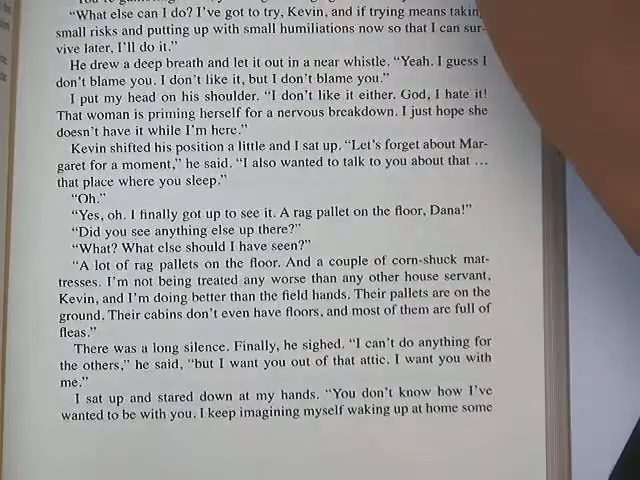 "What else can I do? I've got to try, Kevin, and if trying means taking
small risks and putting up with small humiliations now so that I can sur-
vive later, I'll do it."
He drew a deep breath and let it out in a near whistle. "Yeah. I guess I
don't blame you. I don't like it, but I don't blame you."
I put my head on his shoulder. "I don't like it either. God, I hate it!
That woman is priming herself for a nervous breakdown. I just hope she
doesn't have it while I'm here."
Kevin shifted his position a little and I sat up. "Let's forget about Mar-
garet for a moment," he said. "I also wanted to talk to you about that ...
that place where you sleep."
"Oh."
"Yes, oh. I finally got up to see it. A rag pallet on the floor, Dana!"
"Did you see anything else up there?"
"What? What else should I have seen?"
"A lot of rag pallets on the floor. And a couple of corn-shuck mat-
tresses. I'm not being treated any worse than any other house servant,
Kevin, and I'm doing better than the field hands. Their pallets are on the
ground. Their cabins don't even have floors, and most of them are full of
fleas."
There was a long silence. Finally, he sighed. "I can't do anything for
the others," he said, "but I want you out of that attic. I want you with
me."
I sat up and stared down at my hands. "You don't know how I've
wanted to be with you. I keep imagining myself waking up at home some